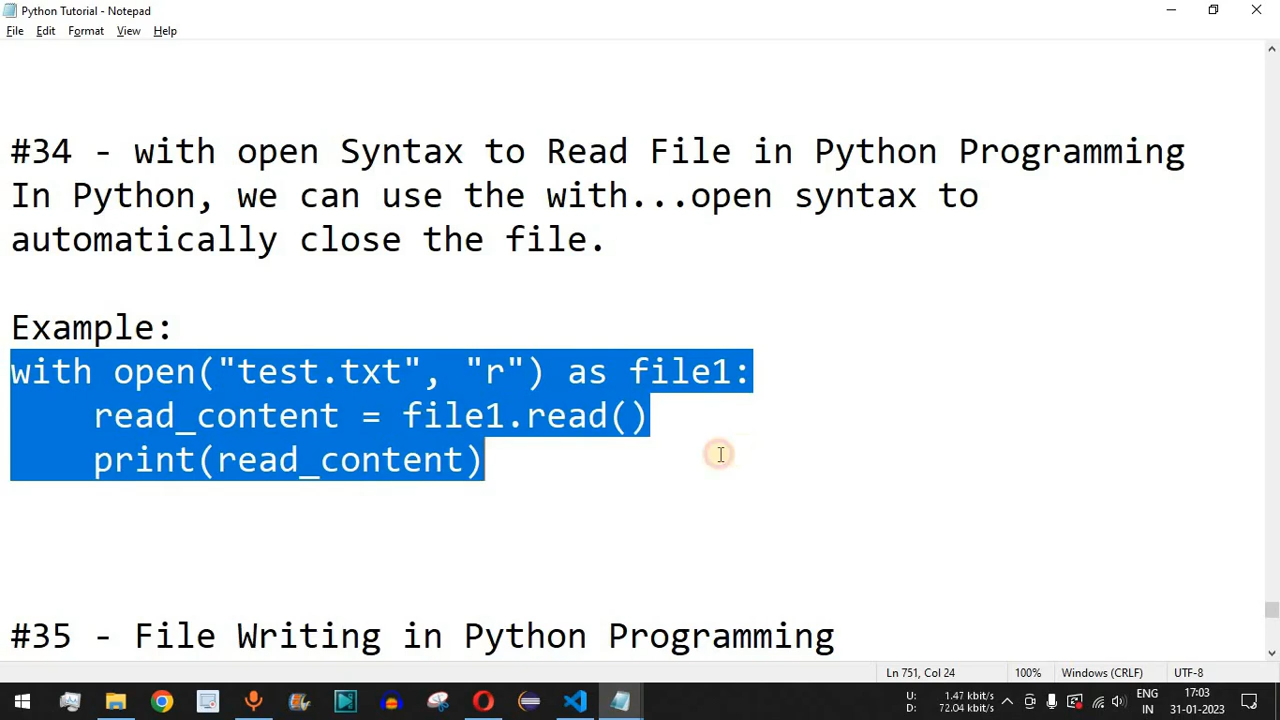 Python Tutorial - Notepad
File Edit Format View Help
#34 - with open Syntax to Read File in Python Programming
In Python, we can use the with...open syntax to
automatically close the file.
Example:
with open("test.txt", "r") as file1:
    read_content = file1.read()
    print(read_content)
#35 - File Writing in Python Programming
Ln 751, Col 24 100% Windows (CRLF) UTF-8
U: 1.47 kbit/s ENG 17:03
D: 72.04 kbit/s IN 31-01-2023